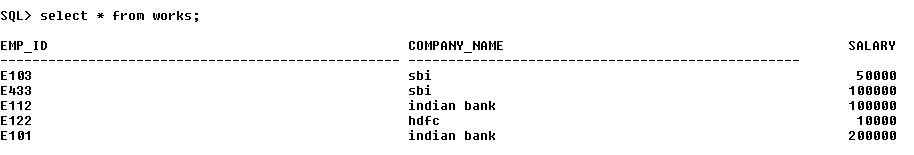 SQL> select * from works;
EMP_ID COMPANY_NAME SALARY
-------------------------------------------------- -------------------------------------------------- ----------
E103 sbi 50000
E433 sbi 100000
E112 indian bank 100000
E122 hdfc 10000
E101 indian bank 200000